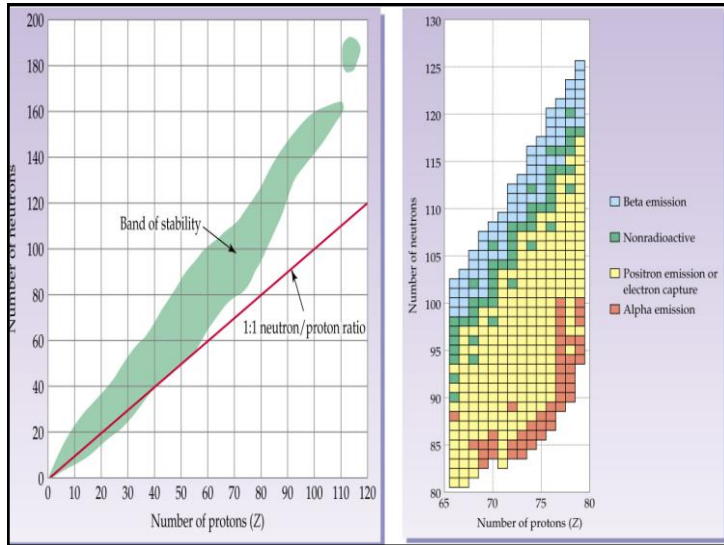 200
180
160
140
120
100
80
60
40
20
0
Number of neutrons
Band of stability
1:1 neutron/proton ratio
0 10 20 30 40 50 60 70 80 90 100 110 120
Number of protons (Z)
130
125
120
115
110
105
100
95
90
85
80
Number of neutrons
65 70 75 80
Number of protons (Z)
Beta emission
Nonradioactive
Positron emission or
electron capture
Alpha emission